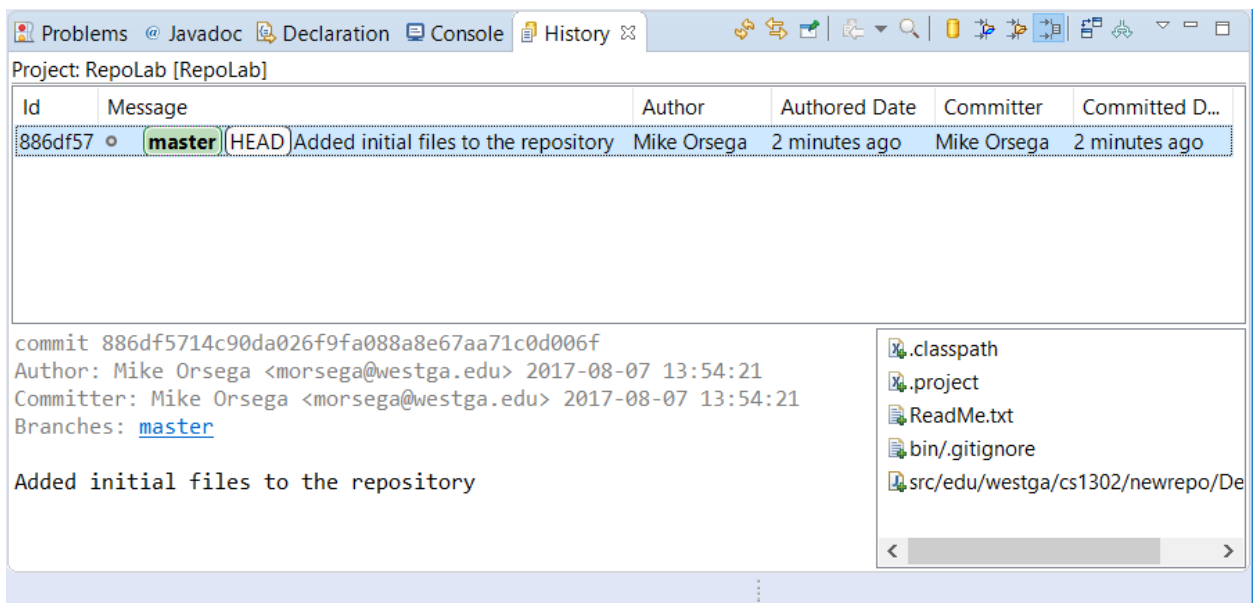 Problems @ Javadoc Declaration Console History
Project: RepoLab [RepoLab]
Id Message Author Authored Date Committer Committed D...
886df57 master HEAD Added initial files to the repository Mike Orsega 2 minutes ago Mike Orsega 2 minutes ago
commit 886df5714c90da026f9fa088a8e67aa71c0d006f
Author: Mike Orsega <morsega@westga.edu> 2017-08-07 13:54:21
Committer: Mike Orsega <morsega@westga.edu> 2017-08-07 13:54:21
Branches: master
Added initial files to the repository
.classpath
.project
ReadMe.txt
bin/.gitignore
src/edu/westga/cs1302/newrepo/De